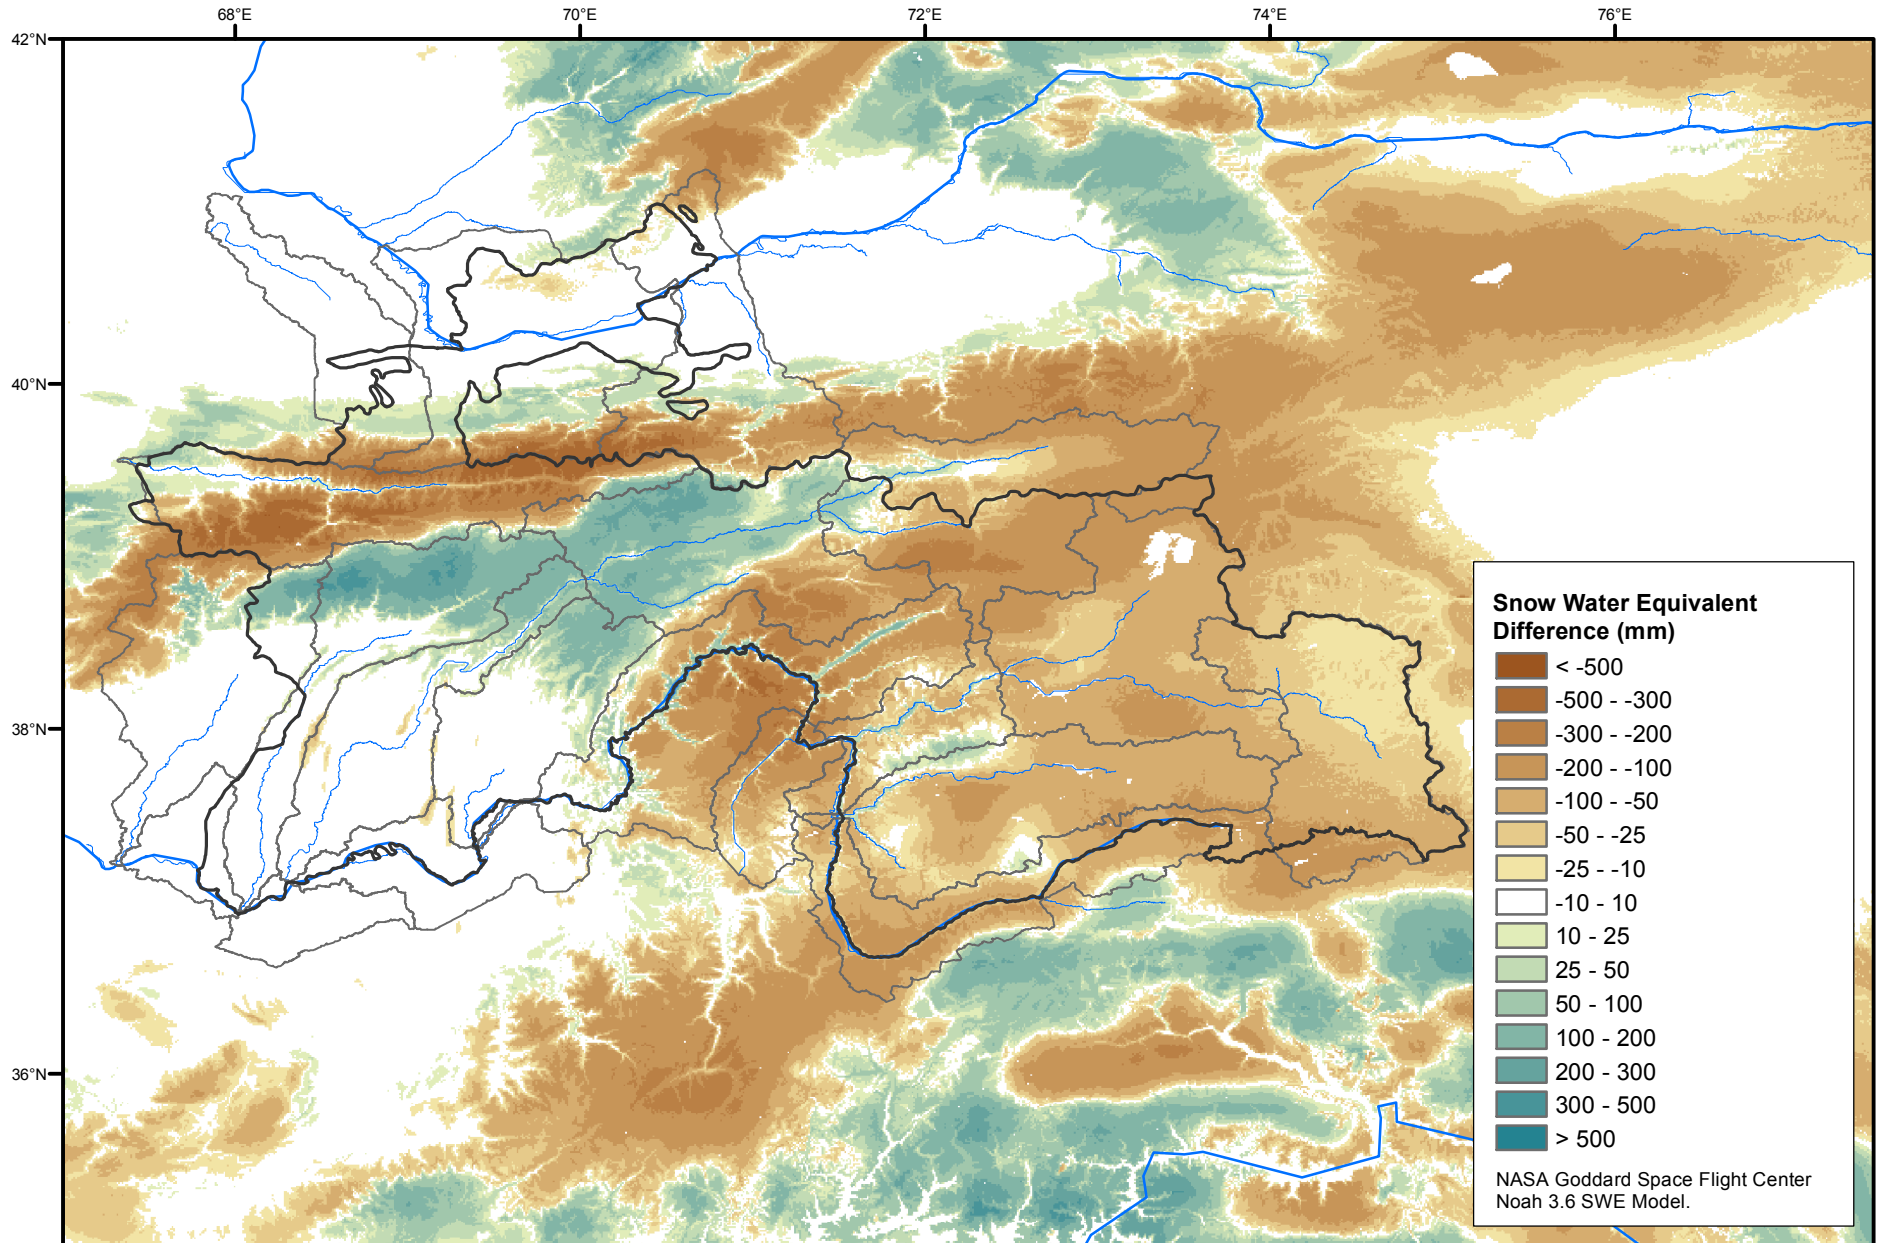 68°E
70°E
72°E
74°E
76°E
42°N
40°N
38°N
36°N
Snow Water Equivalent
Difference (mm)
< -500
-500 - -300
-300 - -200
-200 - -100
-100 - -50
-50 - -25
-25 - -10
-10 - 10
10 - 25
25 - 50
50 - 100
100 - 200
200 - 300
300 - 500
> 500
NASA Goddard Space Flight Center
Noah 3.6 SWE Model.